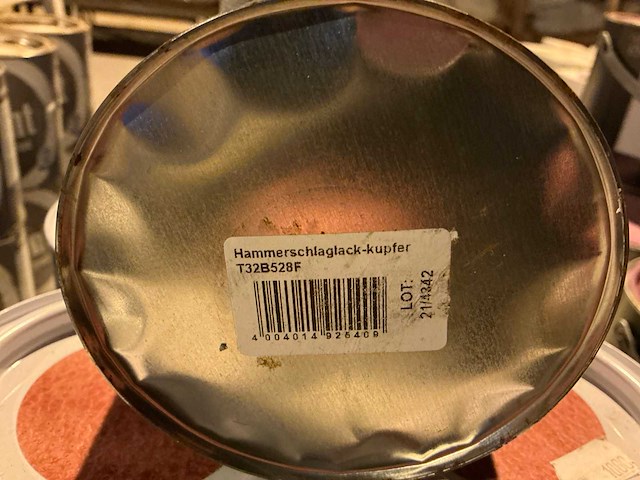 Hammerschlaglack-kupfer
T32B528F
LOT:
21/4342
4 004014 926409